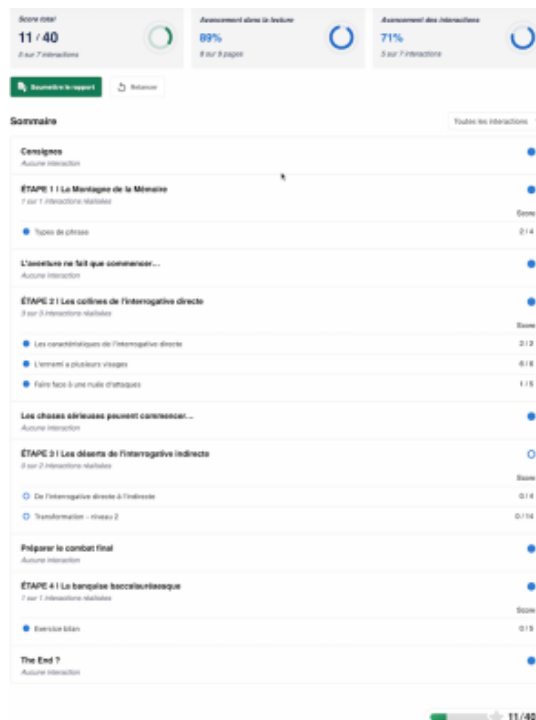 Score total
11 / 40
5 sur 7 interactions
Avancement dans la lecture
89%
8 sur 9 pages
Avancement des interactions
71%
5 sur 7 interactions
Soumettre le rapport
Relancer
Sommaire
Toutes les interactions
Consignes
Aucune interaction
ÉTAPE 1 I La Montagne de la Mémoire
1 sur 1 interactions réalisées
Score
Types de phrase
2 / 4
L'aventure ne fait que commencer...
Aucune interaction
ÉTAPE 2 I Les collines de l'interrogative directe
3 sur 3 interactions réalisées
Score
Les caractéristiques de l'interrogative directe
2 / 2
L'ennemi a plusieurs visages
6 / 6
Faire face à une nuée d'attaques
1 / 5
Les choses sérieuses peuvent commencer...
Aucune interaction
ÉTAPE 3 I Les déserts de l'interrogative indirecte
0 sur 2 interactions réalisées
Score
De l'interrogative directe à l'indirecte
0 / 4
Transformation - niveau 2
0 / 14
Préparer le combat final
Aucune interaction
ÉTAPE 4 I La banquise baccalauréasque
1 sur 1 interactions réalisées
Score
Exercice bilan
0 / 5
The End ?
Aucune interaction
11/40